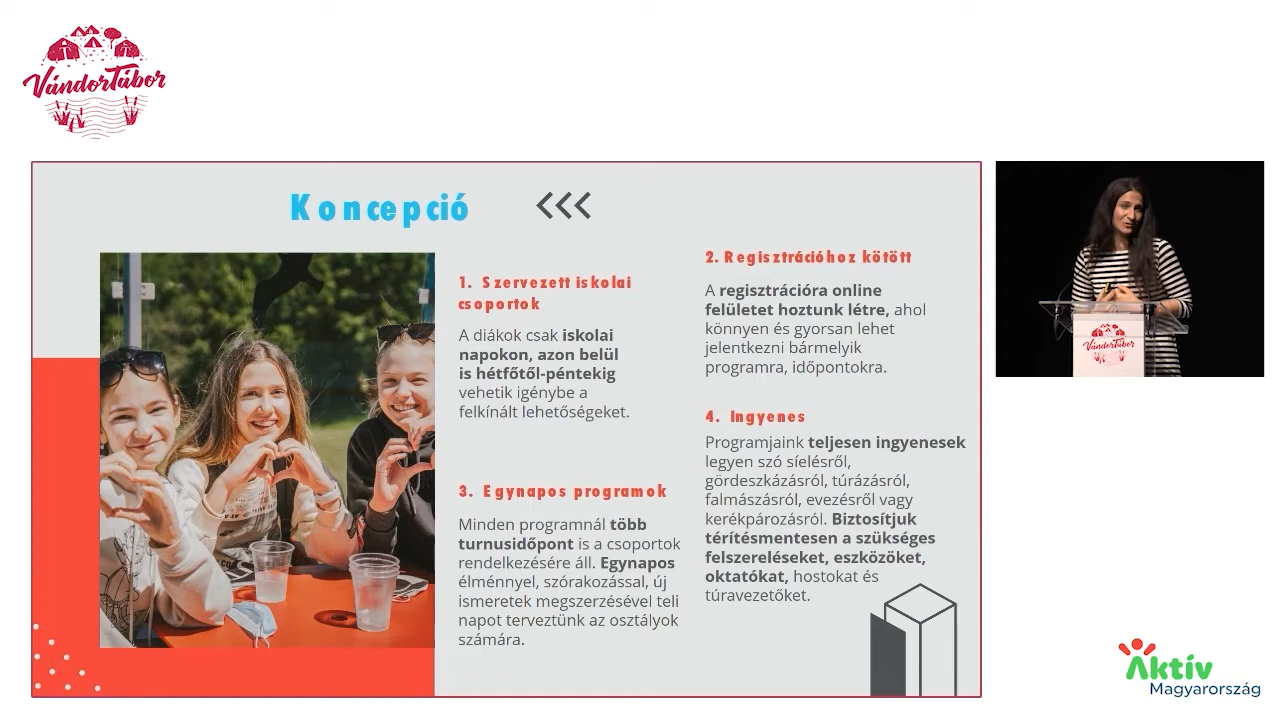 VándorTábor
Koncepció
1. Szervezett iskolai
csoportok
A diákok csak iskolai
napokon, azon belül
is hétfőtől-péntekig
vehetik igénybe a
felkínált lehetőségeket.
2. Regisztrációhoz kötött
A regisztrációra online
felületet hoztunk létre, ahol
könnyen és gyorsan lehet
jelentkezni bármelyik
programra, időpontokra.
3. Egynapos programok
Minden programnál több
turnusidőpont is a csoportok
rendelkezésére áll. Egynapos
élménnyel, szórakozással, új
ismeretek megszerzésével teli
napot terveztünk az osztályok
számára.
4. Ingyenes
Programjaink teljesen ingyenesek
legyen szó síelésről,
gördeszkázásról, túrázásról,
falmászásról, evezésről vagy
kerékpározásról. Biztosítjuk
térítésmentesen a szükséges
felszereléseket, eszközöket,
oktatókat, hostokat és
túravezetőket.
VándorTábor
Aktív
Magyarország